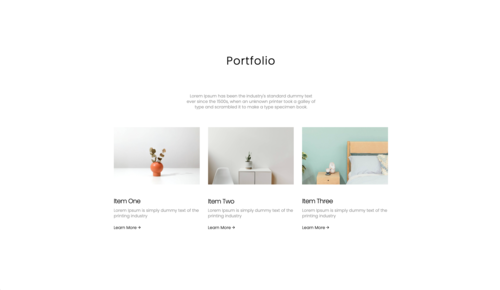 Portfolio
Lorem Ipsum has been the industry's standard dummy text
ever since the 1500s, when an unknown printer took a galley of
type and scrambled it to make a type specimen book.
Item One
Lorem Ipsum is simply dummy text of the
printing industry
Learn More →
Item Two
Lorem Ipsum is simply dummy text of the
printing industry
Learn More →
Item Three
Lorem Ipsum is simply dummy text of the
printing industry
Learn More →